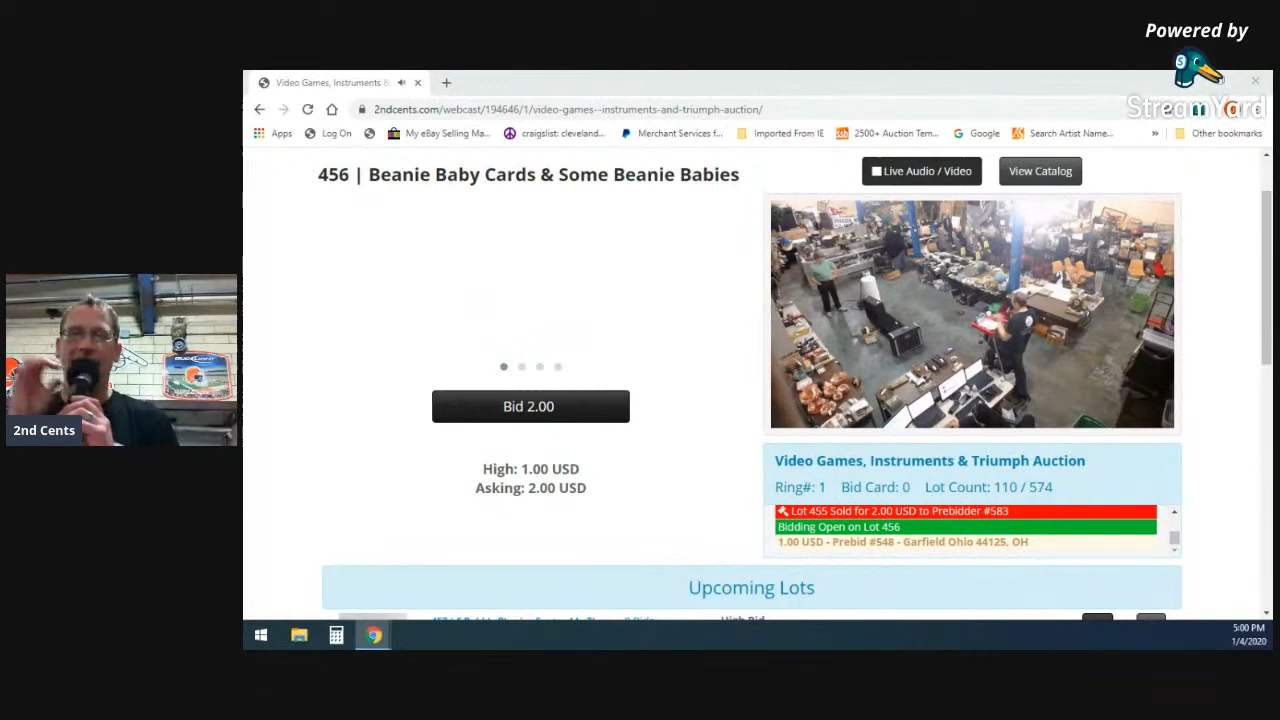 Powered by
StreamYard
Video Games, Instruments &
2ndcents.com/webcast/194646/1/video-games--instruments-and-triumph-auction/
Apps Log On My eBay Selling Ma... craigslist: clevelan... Merchant Services f... Imported From IE 2500+ Auction Tem... Google Search Artist Name... » Other bookmarks
456 | Beanie Baby Cards & Some Beanie Babies
Live Audio / Video
View Catalog
Bid 2.00
High: 1.00 USD
Asking: 2.00 USD
2nd Cents
Video Games, Instruments & Triumph Auction
Ring#: 1 Bid Card: 0 Lot Count: 110 / 574
Lot 455 Sold for 2.00 USD to Prebidder #583
Bidding Open on Lot 456
1.00 USD - Prebid #548 - Garfield Ohio 44125, OH
Upcoming Lots
5:00 PM
1/4/2020